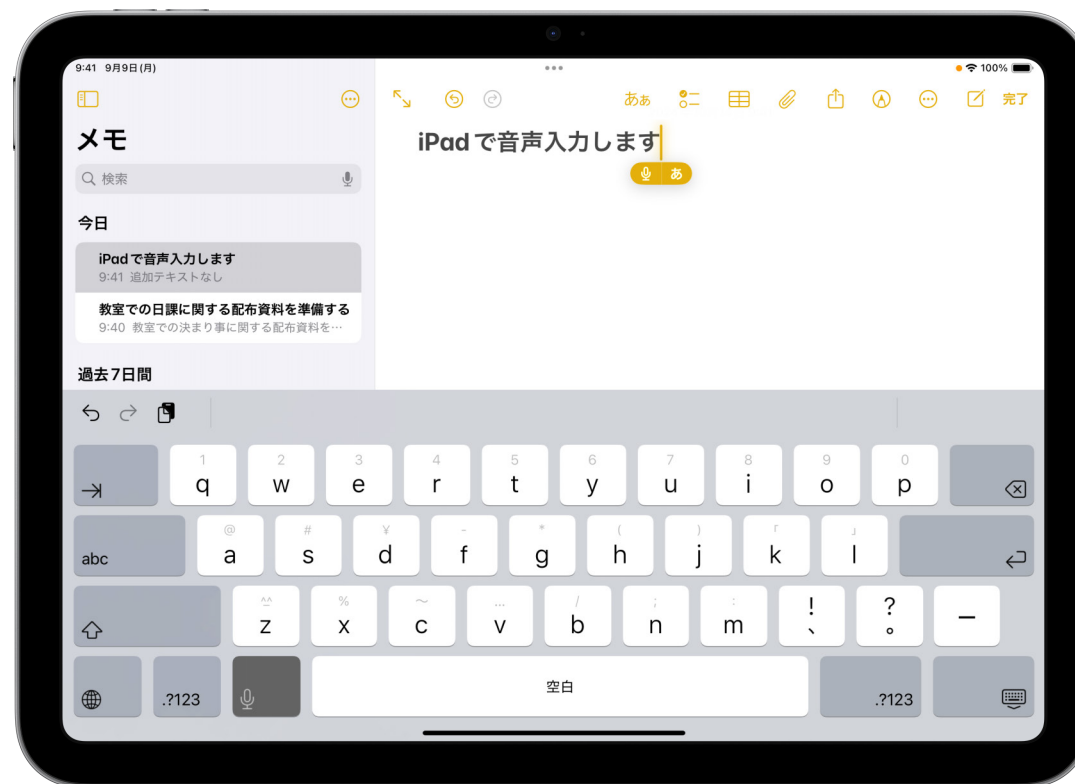 9:41 9月9日(月)
100%
あぁ
完了
メモ
iPadで音声入力します
検索
あ
今日
iPadで音声入力します
9:41 追加テキストなし
教室での日課に関する配布資料を準備する
9:40 教室での決まり事に関する配布資料を…
過去7日間
1 2 3 4 5 6 7 8 9 0
q w e r t y u i o p
@ # ¥ - * ( ) 「 」
abc a s d f g h j k l
^^ % 〜 … / ; : ! ?
z x c v b n m 、 。 ー
.?123 空白 .?123